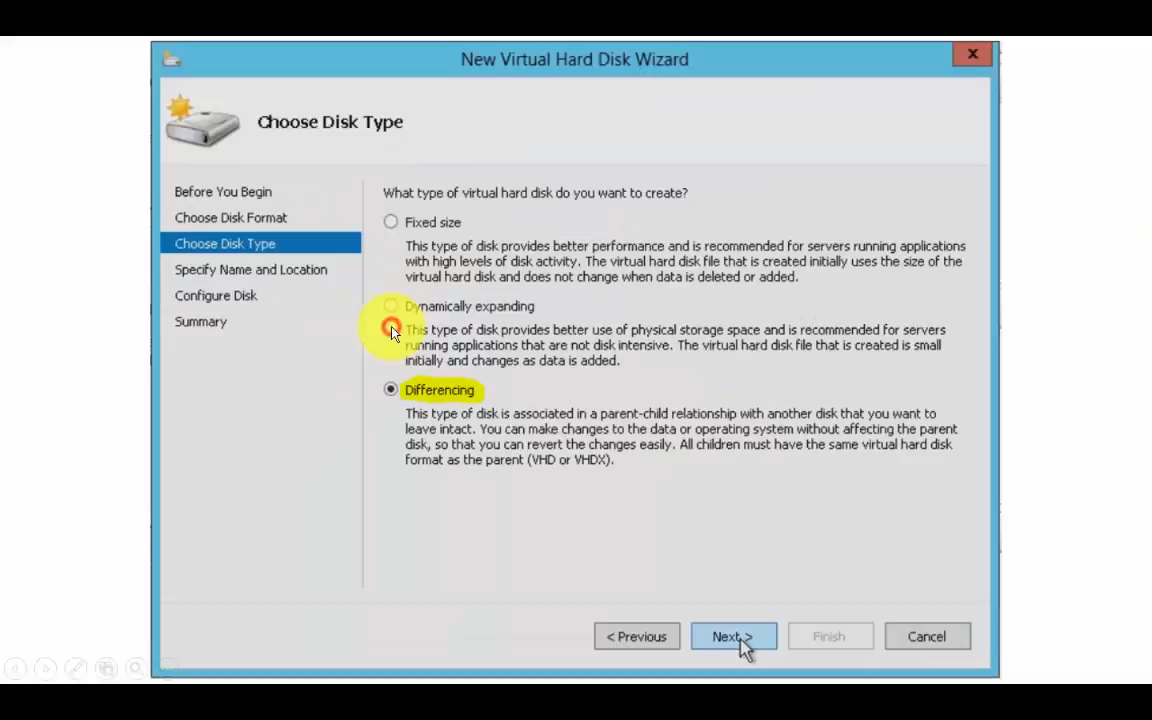 New Virtual Hard Disk Wizard
x
Choose Disk Type
Before You Begin
Choose Disk Format
Choose Disk Type
Specify Name and Location
Configure Disk
Summary
What type of virtual hard disk do you want to create?
Fixed size
This type of disk provides better performance and is recommended for servers running applications
with high levels of disk activity. The virtual hard disk file that is created initially uses the size of the
virtual hard disk and does not change when data is deleted or added.
Dynamically expanding
This type of disk provides better use of physical storage space and is recommended for servers
running applications that are not disk intensive. The virtual hard disk file that is created is small
initially and changes as data is added.
Differencing
This type of disk is associated in a parent-child relationship with another disk that you want to
leave intact. You can make changes to the data or operating system without affecting the parent
disk, so that you can revert the changes easily. All children must have the same virtual hard disk
format as the parent (VHD or VHDX).
< Previous
Next >
Finish
Cancel